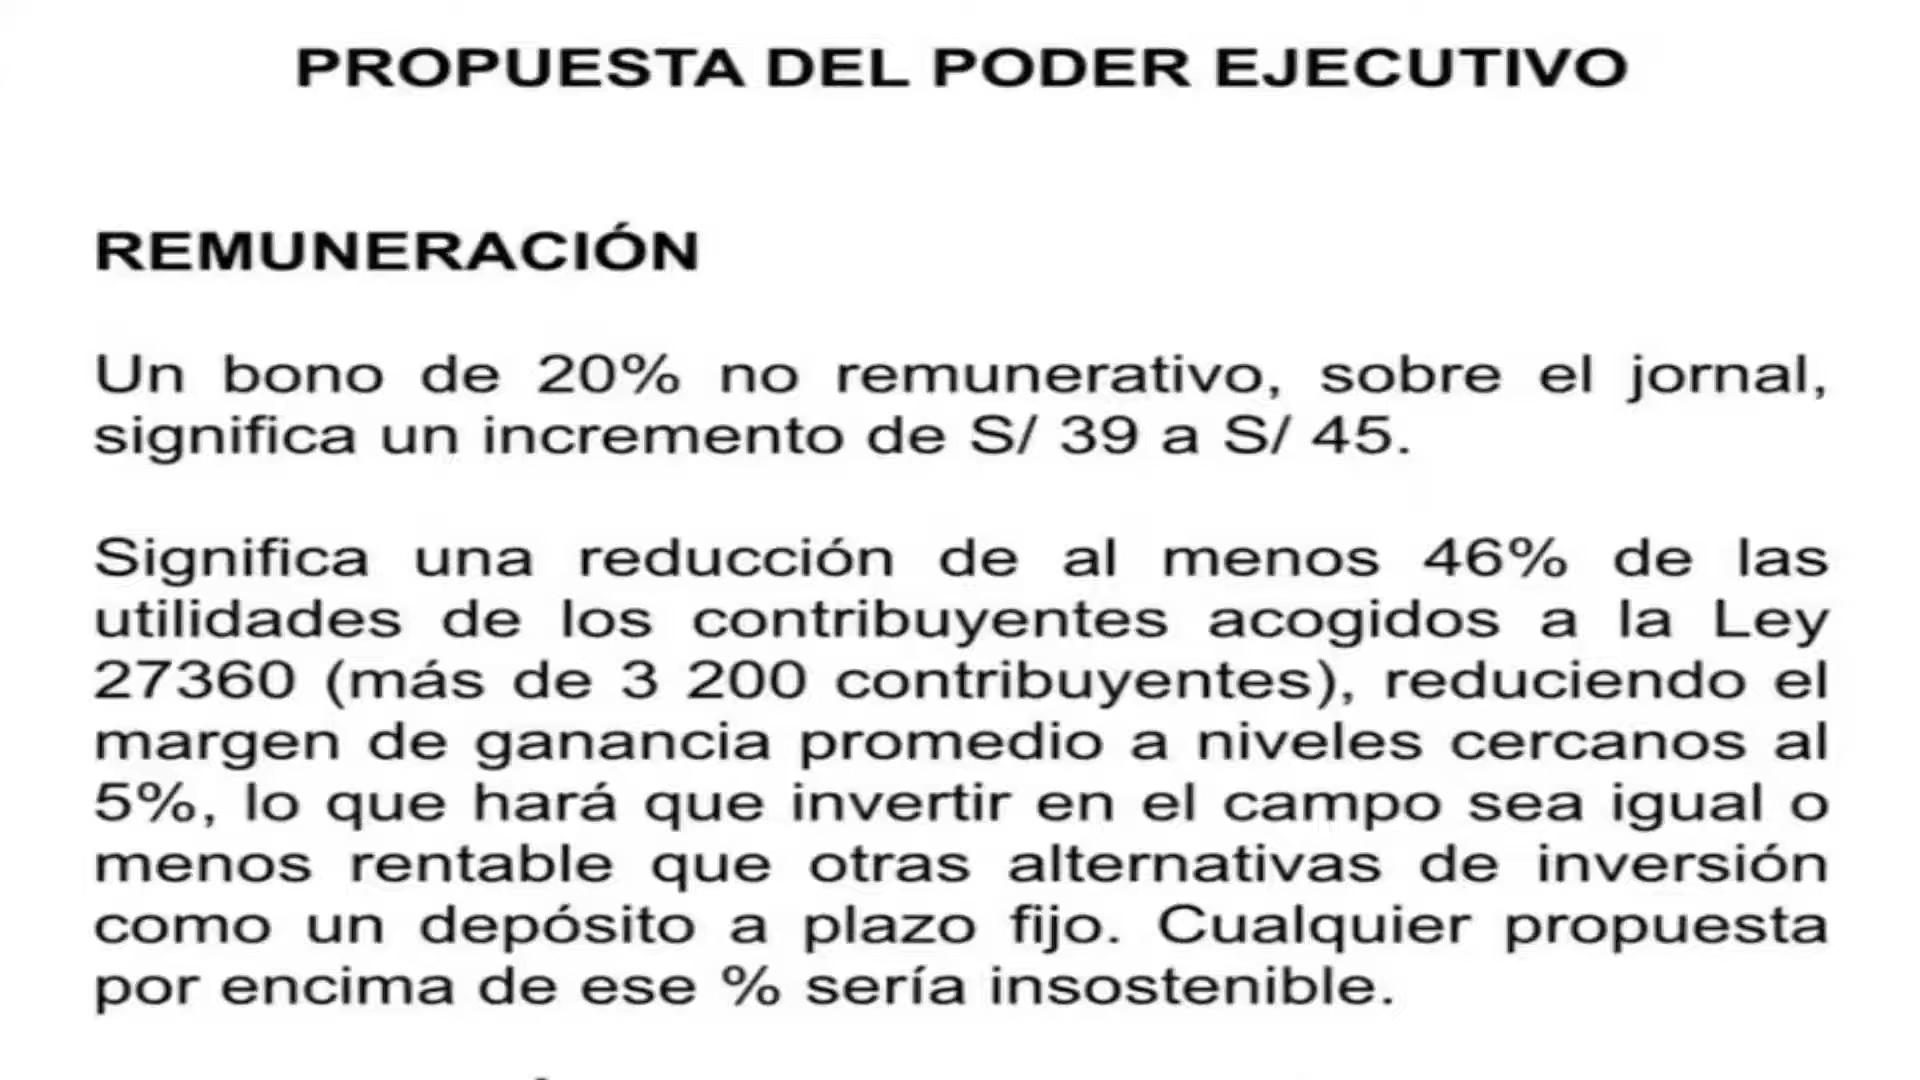 PROPUESTA DEL PODER EJECUTIVO
REMUNERACIÓN
Un bono de 20% no remunerativo, sobre el jornal,
significa un incremento de S/ 39 a S/ 45.
Significa una reducción de al menos 46% de las
utilidades de los contribuyentes acogidos a la Ley
27360 (más de 3 200 contribuyentes), reduciendo el
margen de ganancia promedio a niveles cercanos al
5%, lo que hará que invertir en el campo sea igual o
menos rentable que otras alternativas de inversión
como un depósito a plazo fijo. Cualquier propuesta
por encima de ese % sería insostenible.